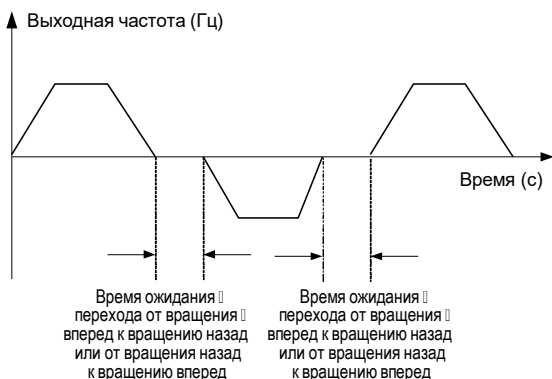 Выходная частота (Гц)
Время (с)
Время ожидания
перехода от вращения
вперед к вращению назад
или от вращения назад
к вращению вперед
Время ожидания
перехода от вращения
вперед к вращению назад
или от вращения назад
к вращению вперед